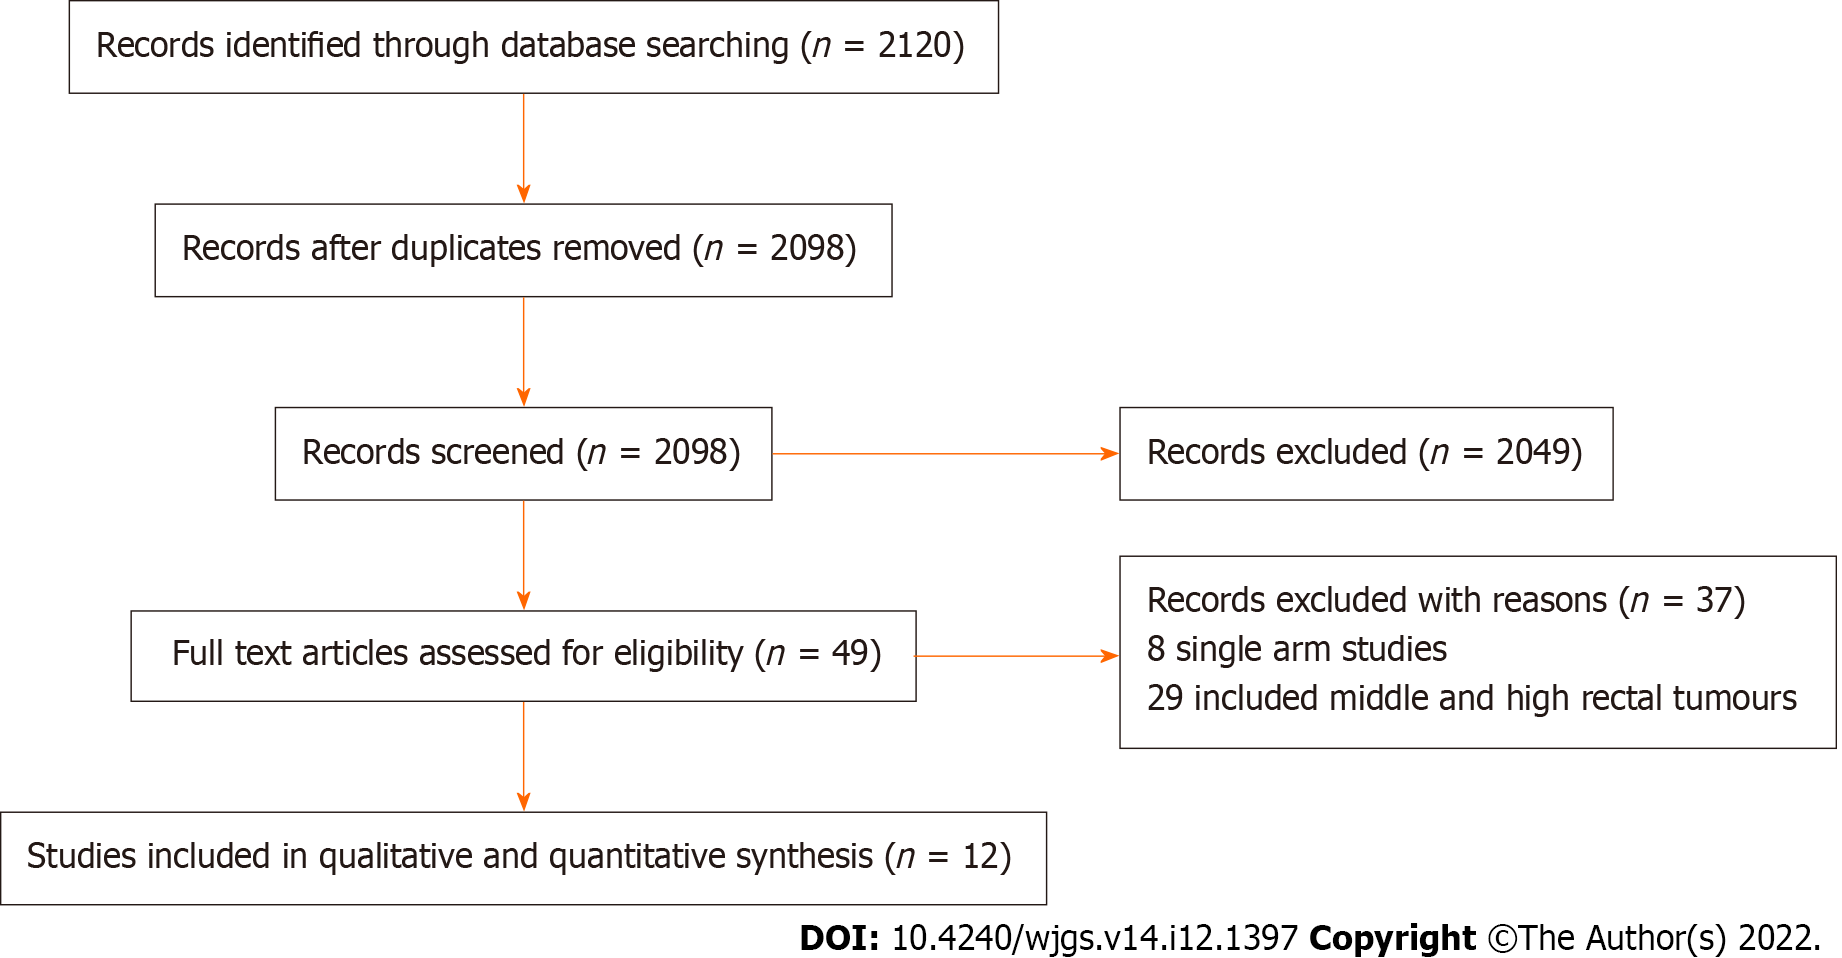 Records identified through database searching (n = 2120)
Records after duplicates removed (n = 2098)
Records screened (n = 2098)
Records excluded (n = 2049)
Full text articles assessed for eligibility (n = 49)
Records excluded with reasons (n = 37)
8 single arm studies
29 included middle and high rectal tumours
Studies included in qualitative and quantitative synthesis (n = 12)
DOI: 10.4240/wjgs.v14.i12.1397 Copyright ©The Author(s) 2022.